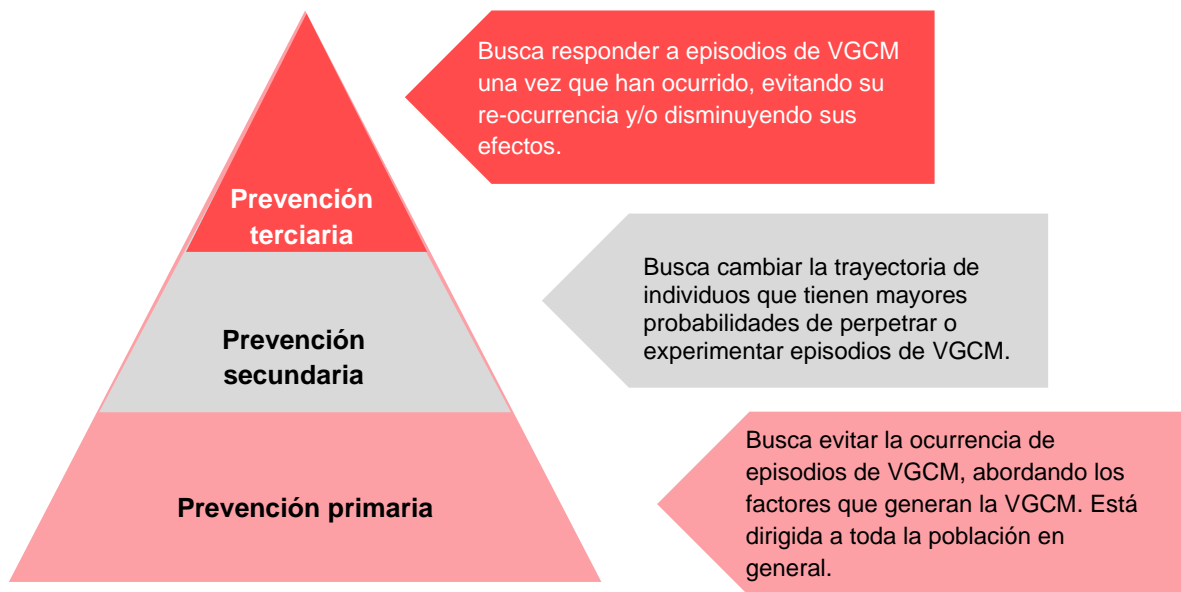 Busca responder a episodios de VGCM
una vez que han ocurrido, evitando su
re-ocurrencia y/o disminuyendo sus
efectos.
Prevención
terciaria
Busca cambiar la trayectoria de
individuos que tienen mayores
probabilidades de perpetrar o
experimentar episodios de VGCM.
Prevención
secundaria
Busca evitar la ocurrencia de
episodios de VGCM, abordando los
factores que generan la VGCM. Está
dirigida a toda la población en
general.
Prevención primaria